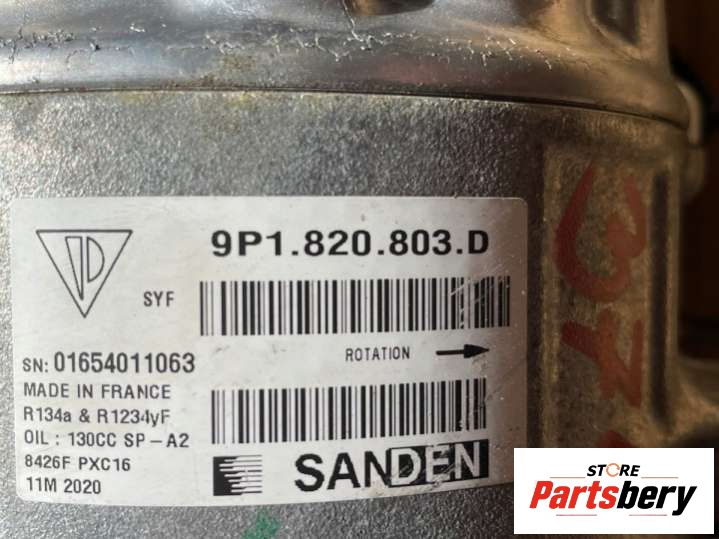 9P1.820.803.D
SYF
SN: 01654011063
ROTATION
MADE IN FRANCE
R134a & R1234yF
OIL : 130CC SP-A2
8426F PXC16
11M 2020
SANDEN
STORE
Partsbery